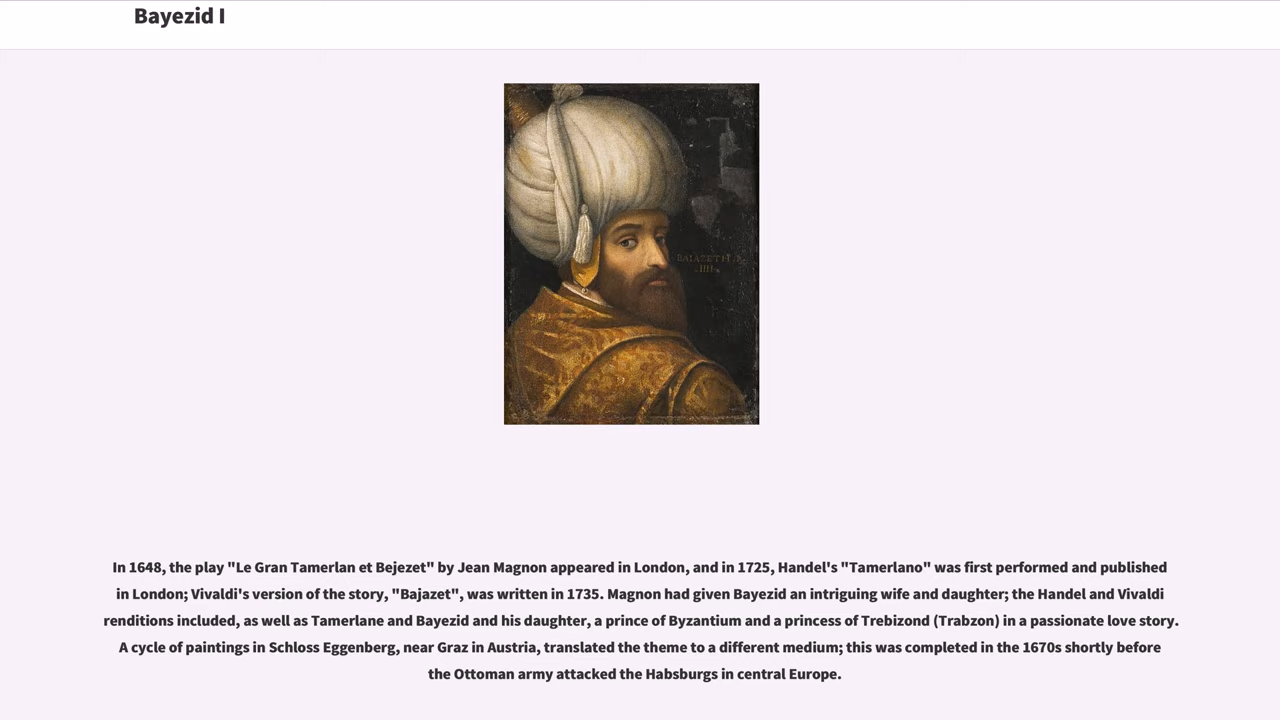 Bayezid I
BAIAZETH
IIII
In 1648, the play "Le Gran Tamerlan et Bejezet" by Jean Magnon appeared in London, and in 1725, Handel's "Tamerlano" was first performed and published
in London; Vivaldi's version of the story, "Bajazet", was written in 1735. Magnon had given Bayezid an intriguing wife and daughter; the Handel and Vivaldi
renditions included, as well as Tamerlane and Bayezid and his daughter, a prince of Byzantium and a princess of Trebizond (Trabzon) in a passionate love story.
A cycle of paintings in Schloss Eggenberg, near Graz in Austria, translated the theme to a different medium; this was completed in the 1670s shortly before
the Ottoman army attacked the Habsburgs in central Europe.